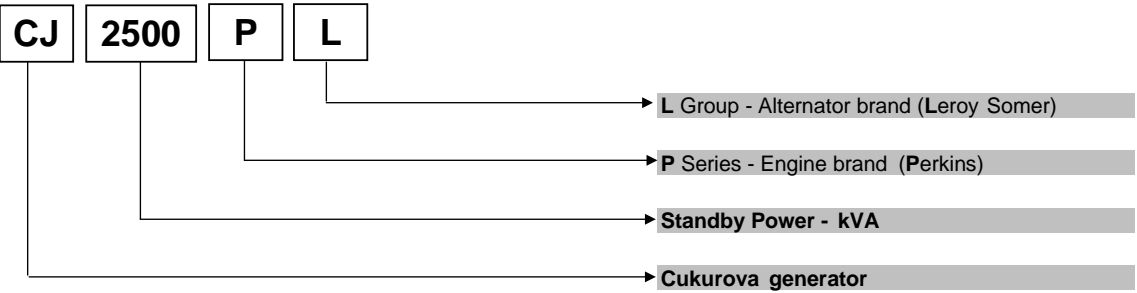 CJ 2500 P L
L Group - Alternator brand (Leroy Somer)
P Series - Engine brand (Perkins)
Standby Power - kVA
Cukurova generator